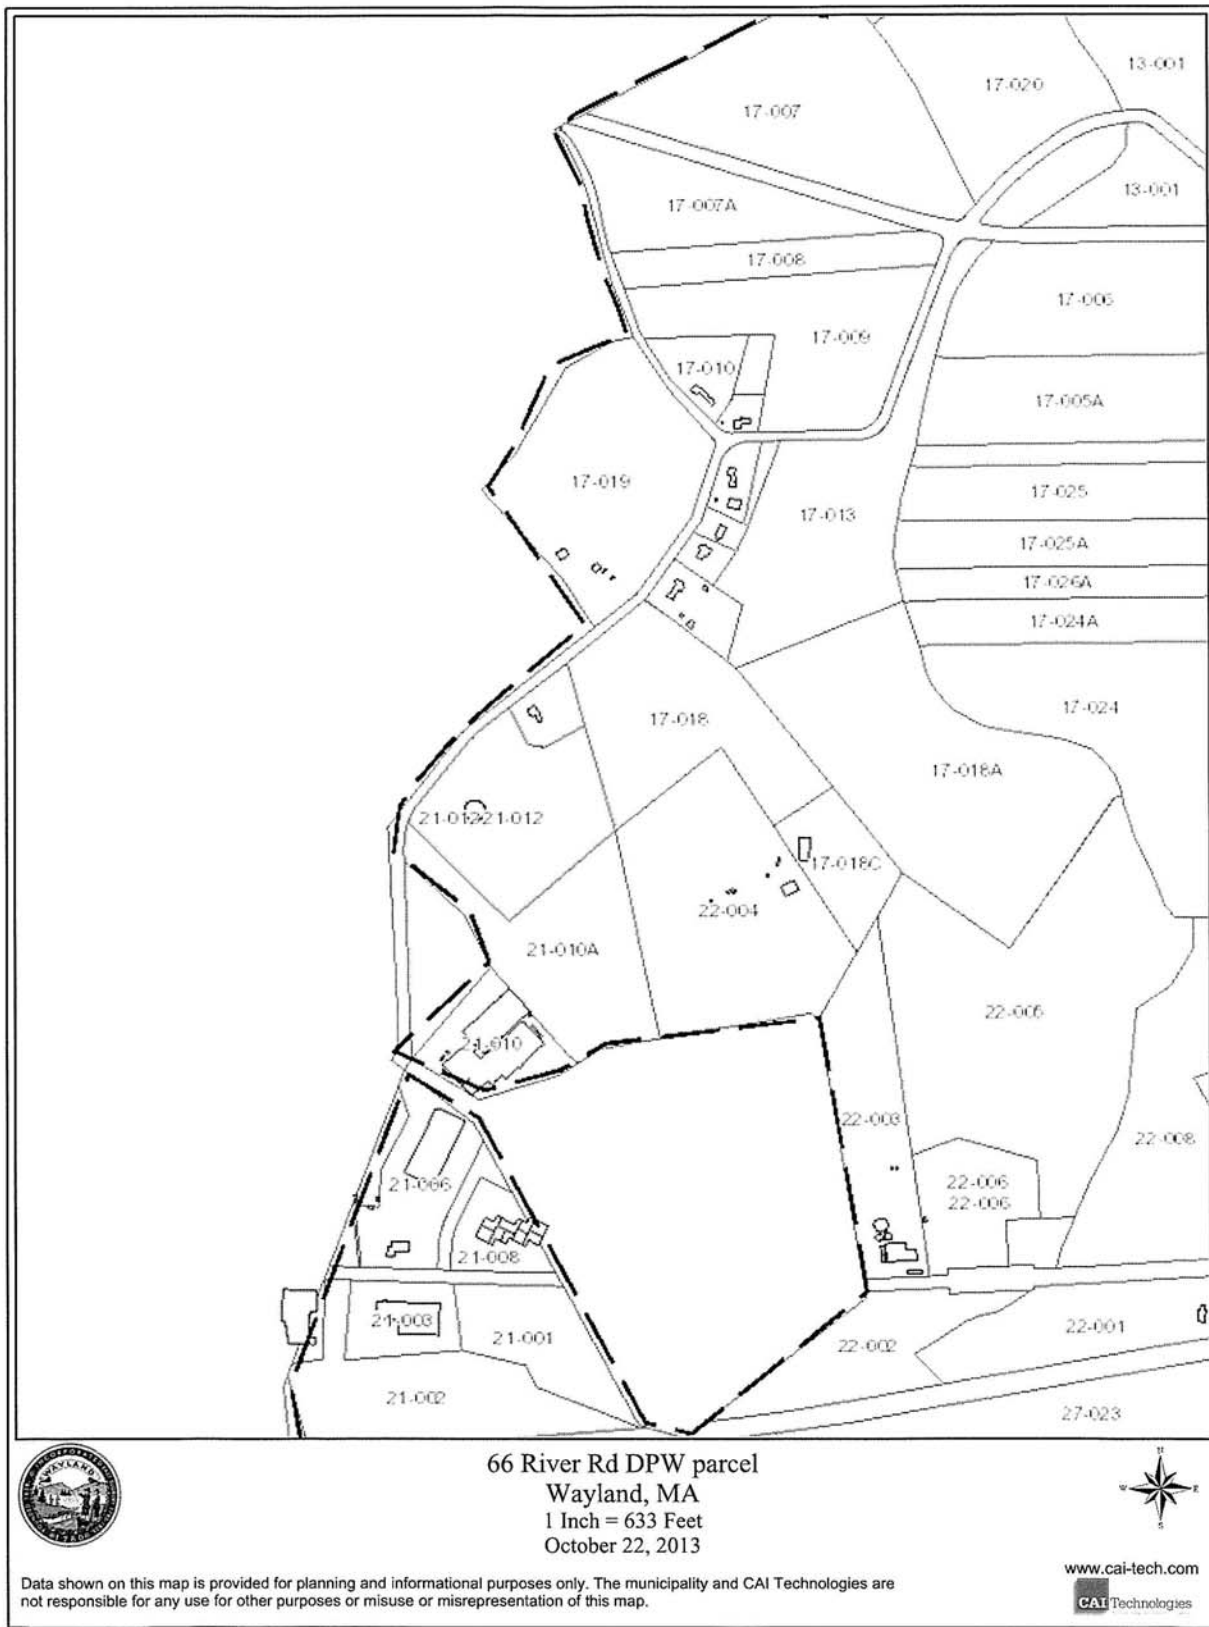 13-001
17-020
17-007
13-001
17-007A
17-008
17-006
17-009
17-010
17-005A
17-019
17-025
17-013
17-025A
17-026A
17-024A
17-024
17-018
17-018A
21-012 21-012
17-018C
22-004
21-010A
22-005
21-010
22-003
22-008
21-006
22-006
22-006
21-008
21-003
22-001
21-001
22-002
21-002
27-023
WAYLAND
66 River Rd DPW parcel
Wayland, MA
1 Inch = 633 Feet
October 22, 2013
N
W E
S
www.cai-tech.com
Data shown on this map is provided for planning and informational purposes only. The municipality and CAI Technologies are
not responsible for any use for other purposes or misuse or misrepresentation of this map.
CAI Technologies